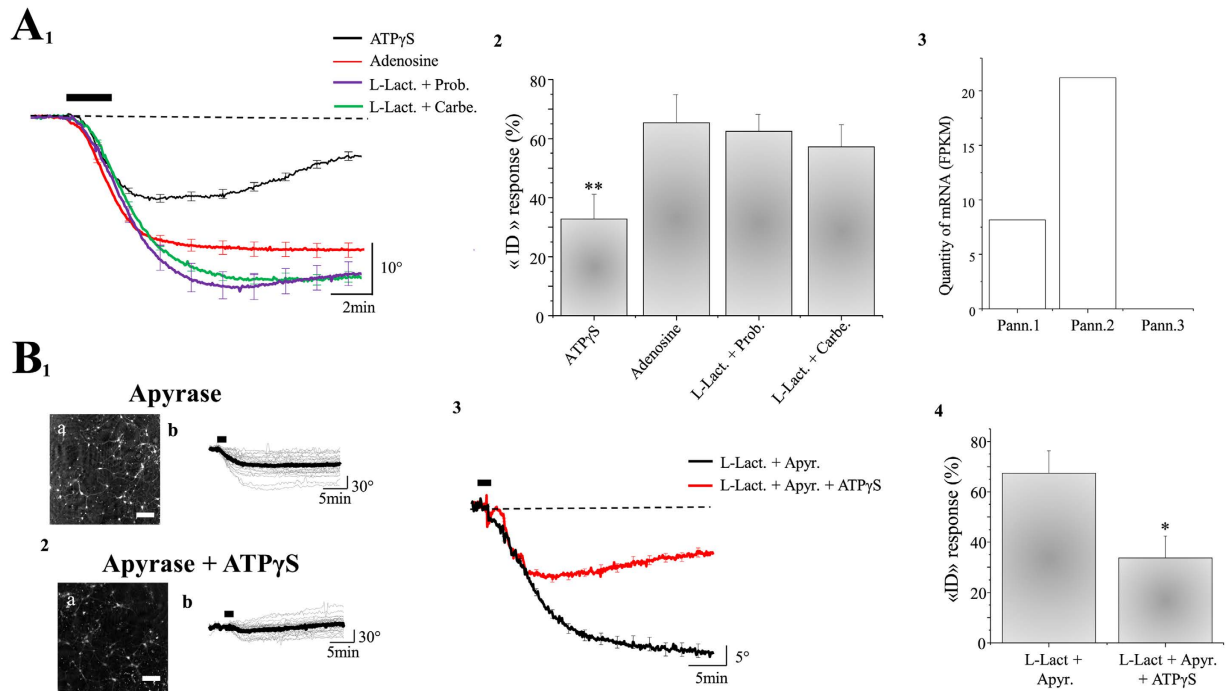 A1
ATPγS
Adenosine
L-Lact. + Prob.
L-Lact. + Carbe.
10°
2min
2
« ID » response (%)
80
60
40
20
0
**
ATPγS
Adenosine
L-Lact. + Prob.
L-Lact. + Carbe.
3
Quantity of mRNA (FPKM)
20
15
10
5
0
Pann.1
Pann.2
Pann.3
B1
Apyrase
a
b
30°
5min
2
Apyrase + ATPγS
a
b
30°
5min
3
L-Lact. + Apyr.
L-Lact. + Apyr. + ATPγS
5°
5min
4
«ID» response (%)
80
60
40
20
0
*
L-Lact +
Apyr.
L-Lact + Apyr.
+ ATPγS